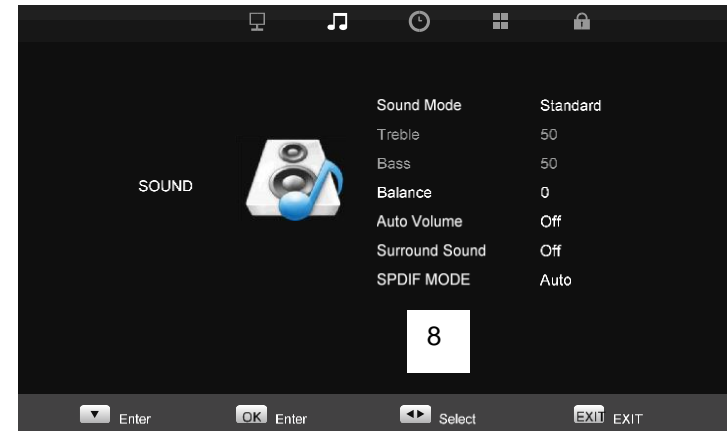 Sound Mode Standard
Treble 50
Bass 50
SOUND
Balance 0
Auto Volume Off
Surround Sound Off
SPDIF MODE Auto
8
Enter OK Enter Select EXIT EXIT